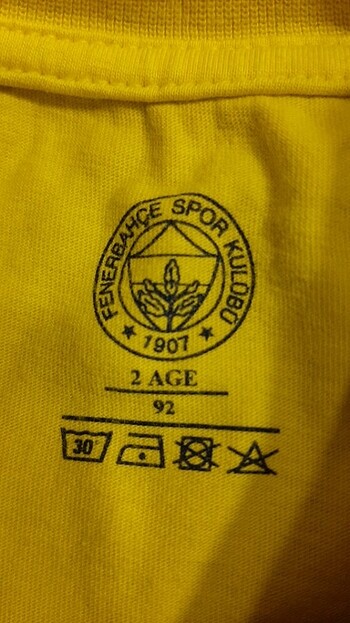 FENERBAHÇE SPOR KULÜBÜ
★ 1907 ★
2 AGE
92
30